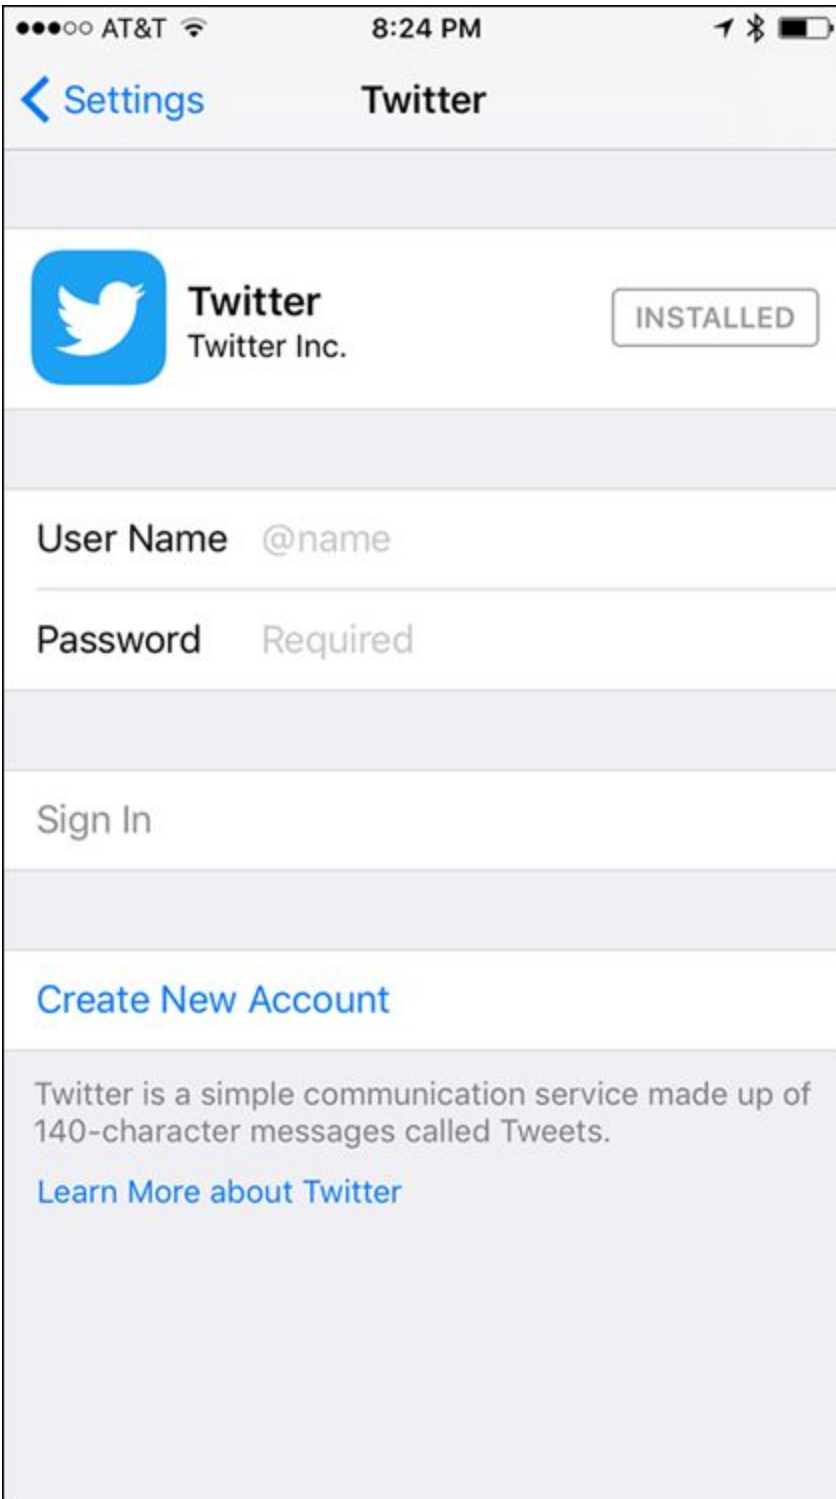 AT&T 8:24 PM
Settings Twitter
Twitter
Twitter Inc.
INSTALLED
User Name @name
Password Required
Sign In
Create New Account
Twitter is a simple communication service made up of
140-character messages called Tweets.
Learn More about Twitter